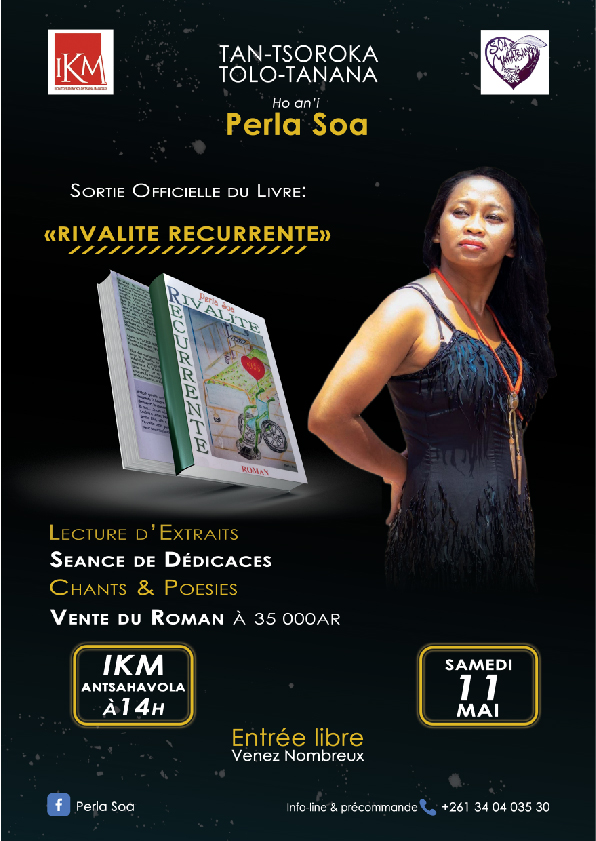 IKM
TAN-TSOROKA
TOLO-TANANA
Ho an'i
Perla Soa
SORTIE OFFICIELLE DU LIVRE:
«RIVALITE RECURRENTE»
Perla Soa
RIVALITE
RECURRENTE
ROMAN
LECTURE D'EXTRAITS
SEANCE DE DÉDICACES
CHANTS & POESIES
VENTE DU ROMAN À 35 000AR
IKM
ANTSAHAVOLA
À 14H
SAMEDI
11
MAI
Entrée libre
Venez Nombreux
f Perla Soa
Info line & précommande +261 34 04 035 30